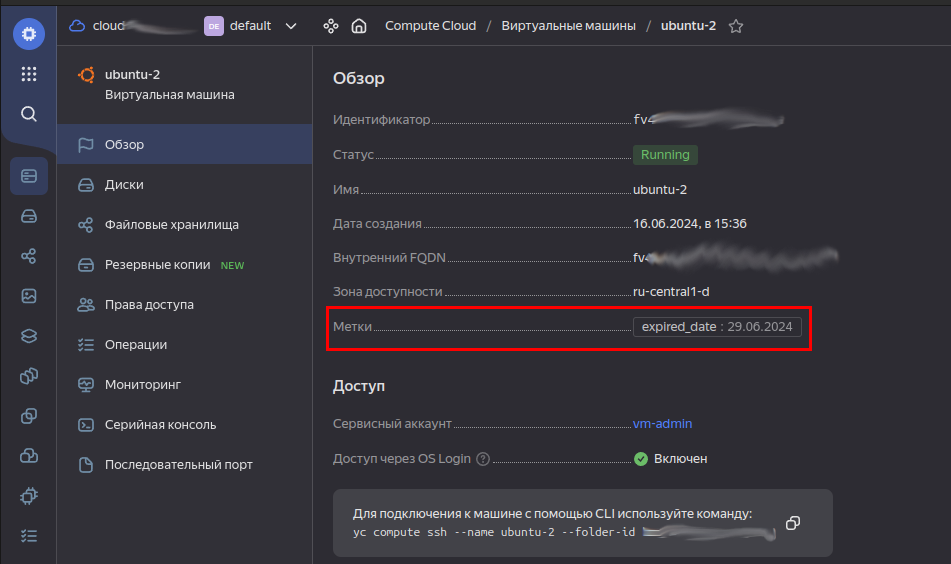 cloud DE default Compute Cloud / Виртуальные машины / ubuntu-2
ubuntu-2
Виртуальная машина
Обзор
Диски
Файловые хранилища
Резервные копии NEW
Права доступа
Операции
Мониторинг
Серийная консоль
Последовательный порт
Обзор
Идентификатор fv4
Статус Running
Имя ubuntu-2
Дата создания 16.06.2024, в 15:36
Внутренний FQDN fv4
Зона доступности ru-central1-d
Метки expired_date : 29.06.2024
Доступ
Сервисный аккаунт vm-admin
Доступ через OS Login ? Включен
Для подключения к машине с помощью CLI используйте команду:
yc compute ssh --name ubuntu-2 --folder-id